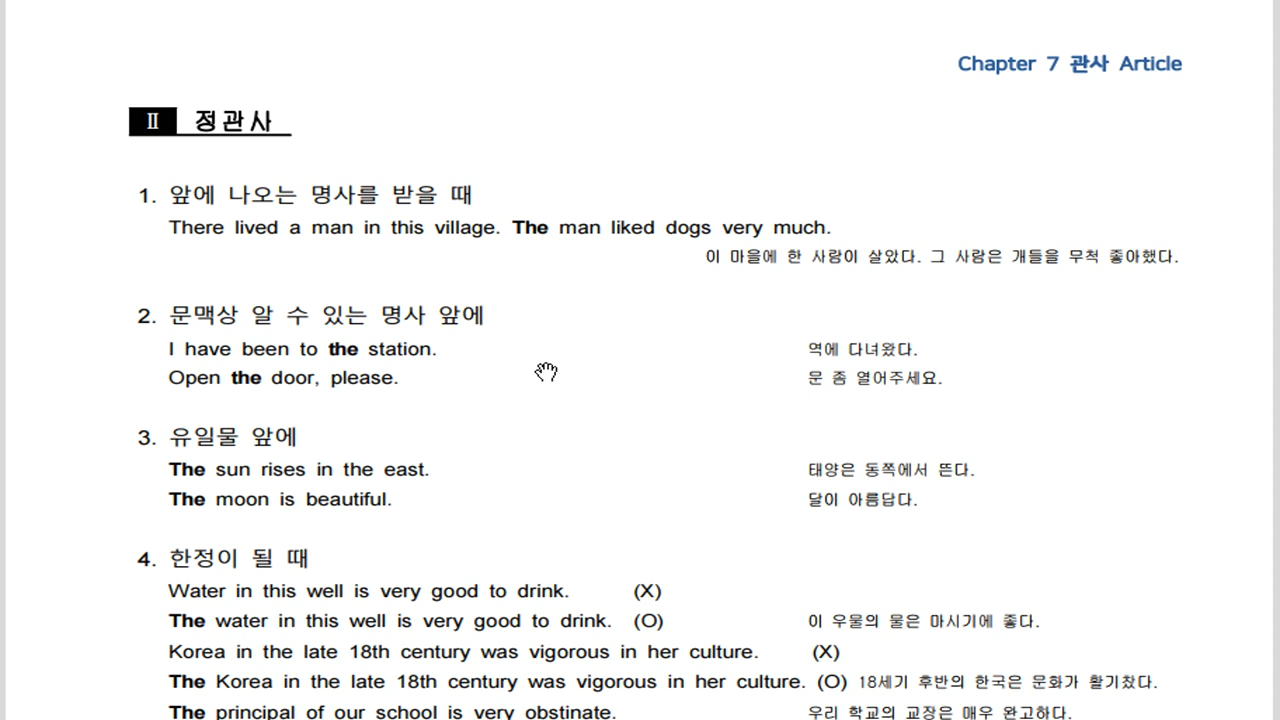 Chapter 7 관사 Article
Ⅱ 정관사
1. 앞에 나오는 명사를 받을 때
There lived a man in this village. The man liked dogs very much.
이 마을에 한 사람이 살았다. 그 사람은 개들을 무척 좋아했다.
2. 문맥상 알 수 있는 명사 앞에
I have been to the station. 역에 다녀왔다.
Open the door, please. 문 좀 열어주세요.
3. 유일물 앞에
The sun rises in the east. 태양은 동쪽에서 뜬다.
The moon is beautiful. 달이 아름답다.
4. 한정이 될 때
Water in this well is very good to drink. (X)
The water in this well is very good to drink. (O) 이 우물의 물은 마시기에 좋다.
Korea in the late 18th century was vigorous in her culture. (X)
The Korea in the late 18th century was vigorous in her culture. (O) 18세기 후반의 한국은 문화가 활기찼다.
The principal of our school is very obstinate. 우리 학교의 교장은 매우 완고하다.